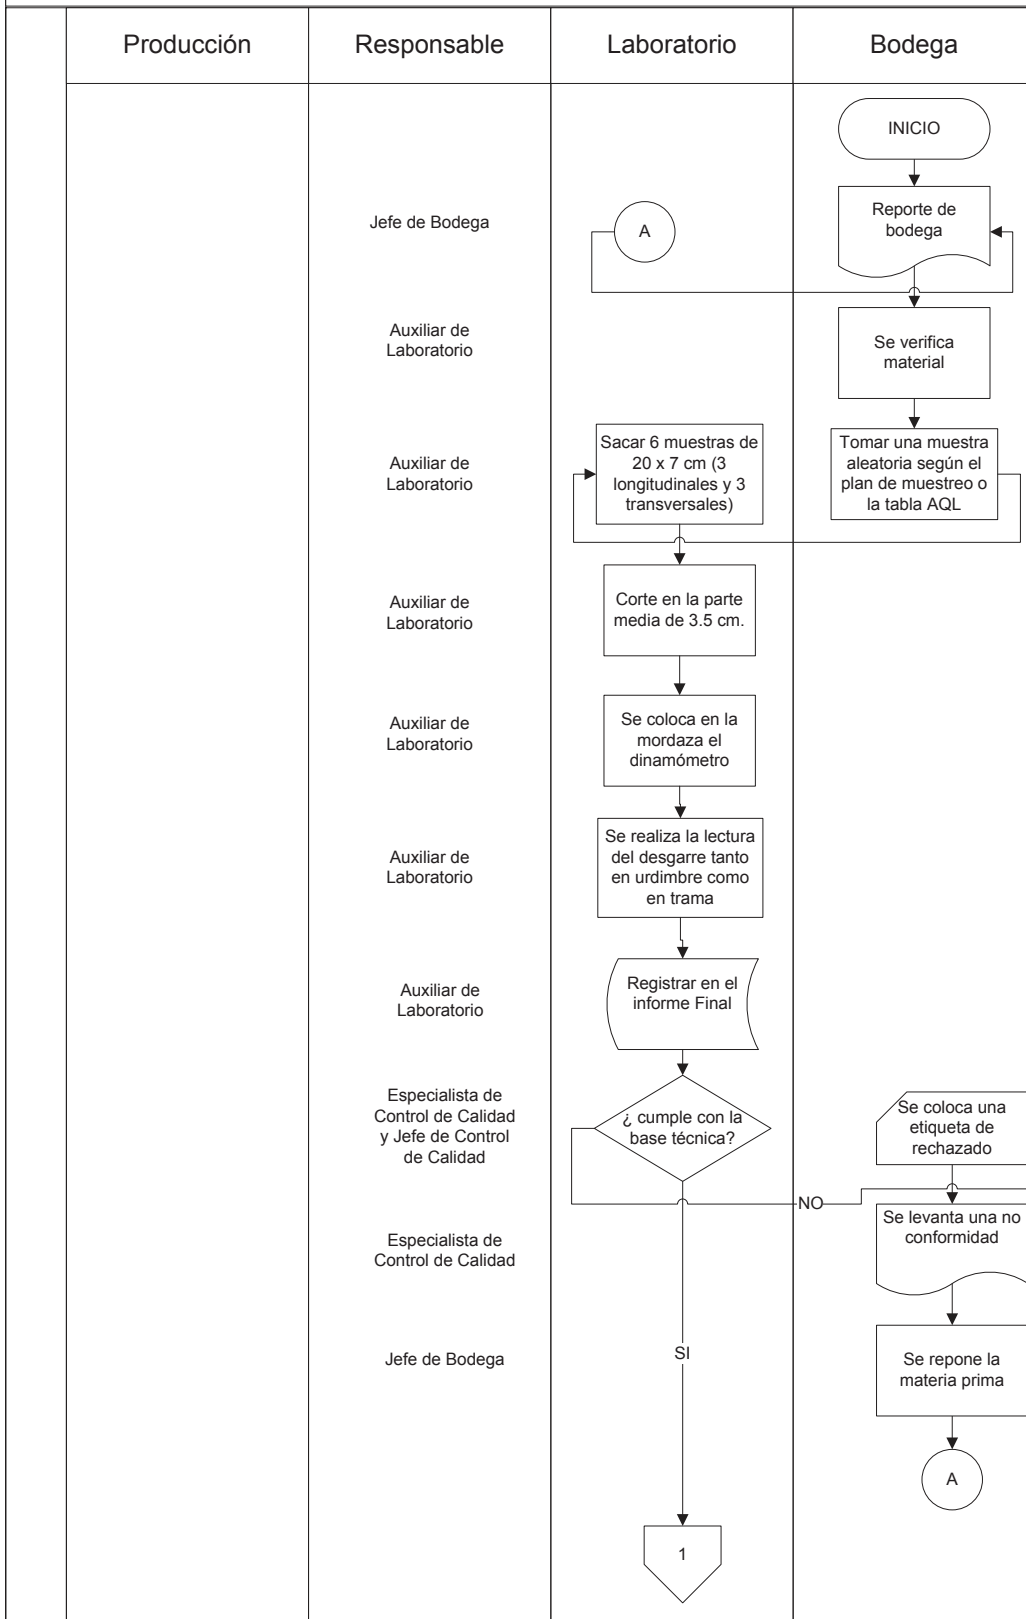 Producción
Responsable
Laboratorio
Bodega
INICIO
Jefe de Bodega
A
Reporte de
bodega
Auxiliar de
Laboratorio
Se verifica
material
Auxiliar de
Laboratorio
Sacar 6 muestras de
20 x 7 cm (3
longitudinales y 3
transversales)
Tomar una muestra
aleatoria según el
plan de muestreo o
la tabla AQL
Auxiliar de
Laboratorio
Corte en la parte
media de 3.5 cm.
Auxiliar de
Laboratorio
Se coloca en la
mordaza el
dinamómetro
Auxiliar de
Laboratorio
Se realiza la lectura
del desgarre tanto
en urdimbre como
en trama
Auxiliar de
Laboratorio
Registrar en el
informe Final
Especialista de
Control de Calidad
y Jefe de Control
de Calidad
¿ cumple con la
base técnica?
Se coloca una
etiqueta de
rechazado
NO
Especialista de
Control de Calidad
Se levanta una no
conformidad
Jefe de Bodega
SI
Se repone la
materia prima
A
1